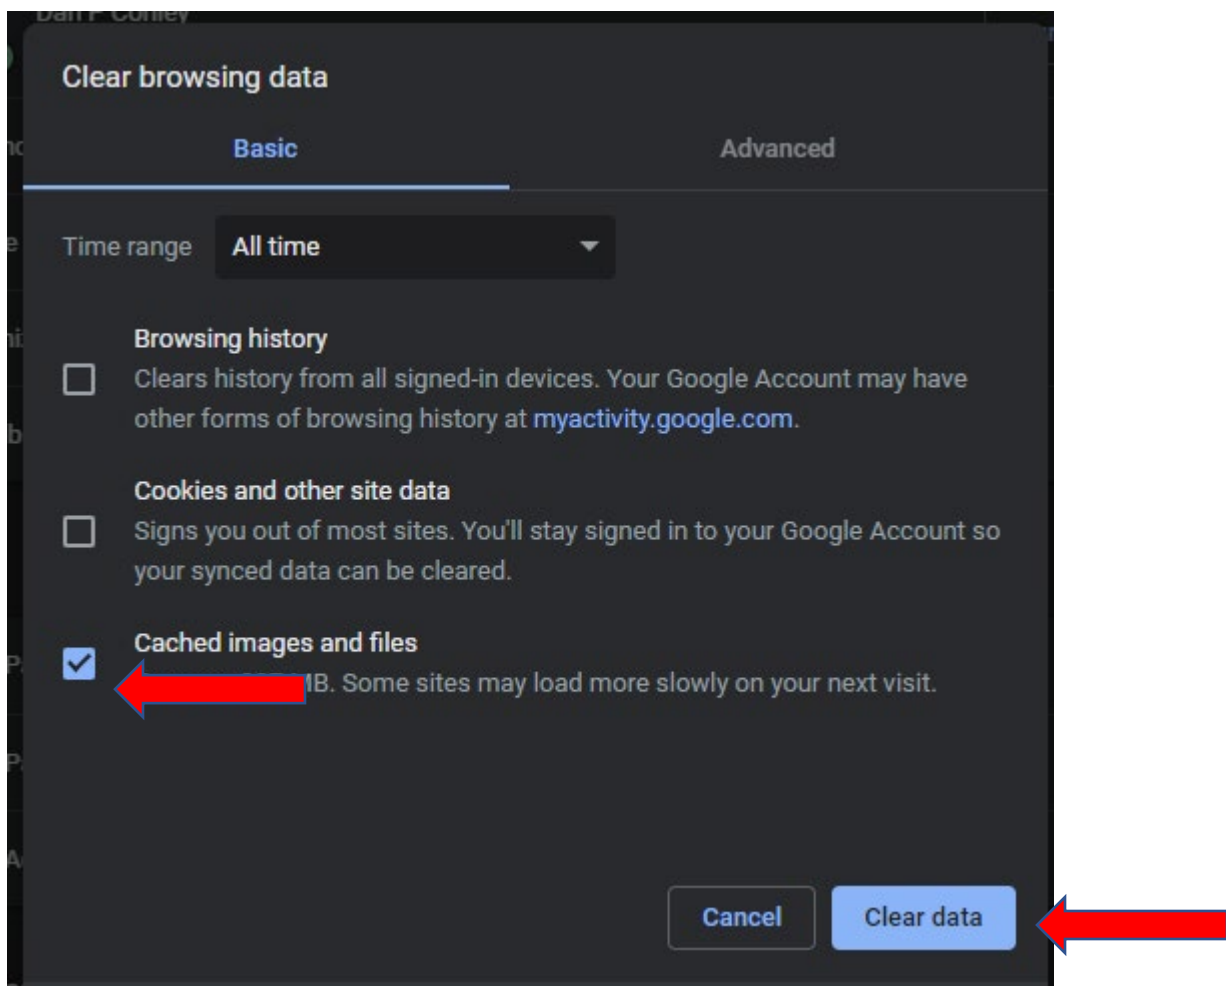 Dan P Conley
Clear browsing data
Basic
Advanced
Time range
All time
Browsing history
Clears history from all signed-in devices. Your Google Account may have
other forms of browsing history at myactivity.google.com.
Cookies and other site data
Signs you out of most sites. You'll stay signed in to your Google Account so
your synced data can be cleared.
Cached images and files
MB. Some sites may load more slowly on your next visit.
Cancel
Clear data